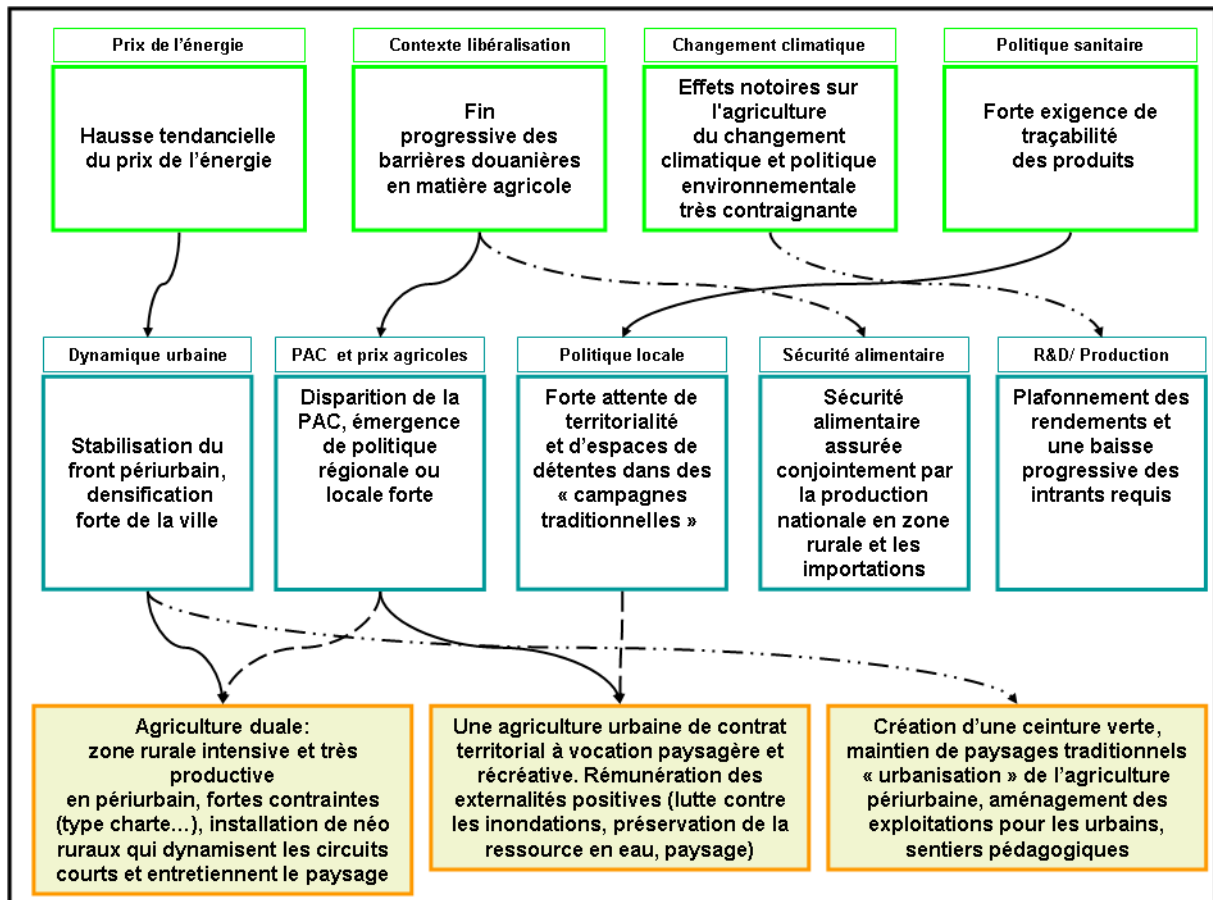 Prix de l'énergie
Hausse tendancielle
du prix de l'énergie
Contexte libéralisation
Fin
progressive des
barrières douanières
en matière agricole
Changement climatique
Effets notoires sur
l'agriculture
du changement
climatique et politique
environnementale
très contraignante
Politique sanitaire
Forte exigence de
traçabilité
des produits
Dynamique urbaine
Stabilisation du
front périurbain,
densification
forte de la ville
PAC et prix agricoles
Disparition de la
PAC, émergence
de politique
régionale ou
locale forte
Politique locale
Forte attente de
territorialité
et d'espaces de
détentes dans des
« campagnes
traditionnelles »
Sécurité alimentaire
Sécurité
alimentaire
assurée
conjointement par
la production
nationale en zone
rurale et les
importations
R&D/ Production
Plafonnement des
rendements et
une baisse
progressive des
intrants requis
Agriculture duale:
zone rurale intensive et très
productive
en périurbain, fortes contraintes
(type charte...), installation de néo
ruraux qui dynamisent les circuits
courts et entretiennent le paysage
Une agriculture urbaine de contrat
territorial à vocation paysagère et
récréative. Rémunération des
externalités positives (lutte contre
les inondations, préservation de la
ressource en eau, paysage)
Création d'une ceinture verte,
maintien de paysages traditionnels
« urbanisation » de l'agriculture
périurbaine, aménagement des
exploitations pour les urbains,
sentiers pédagogiques